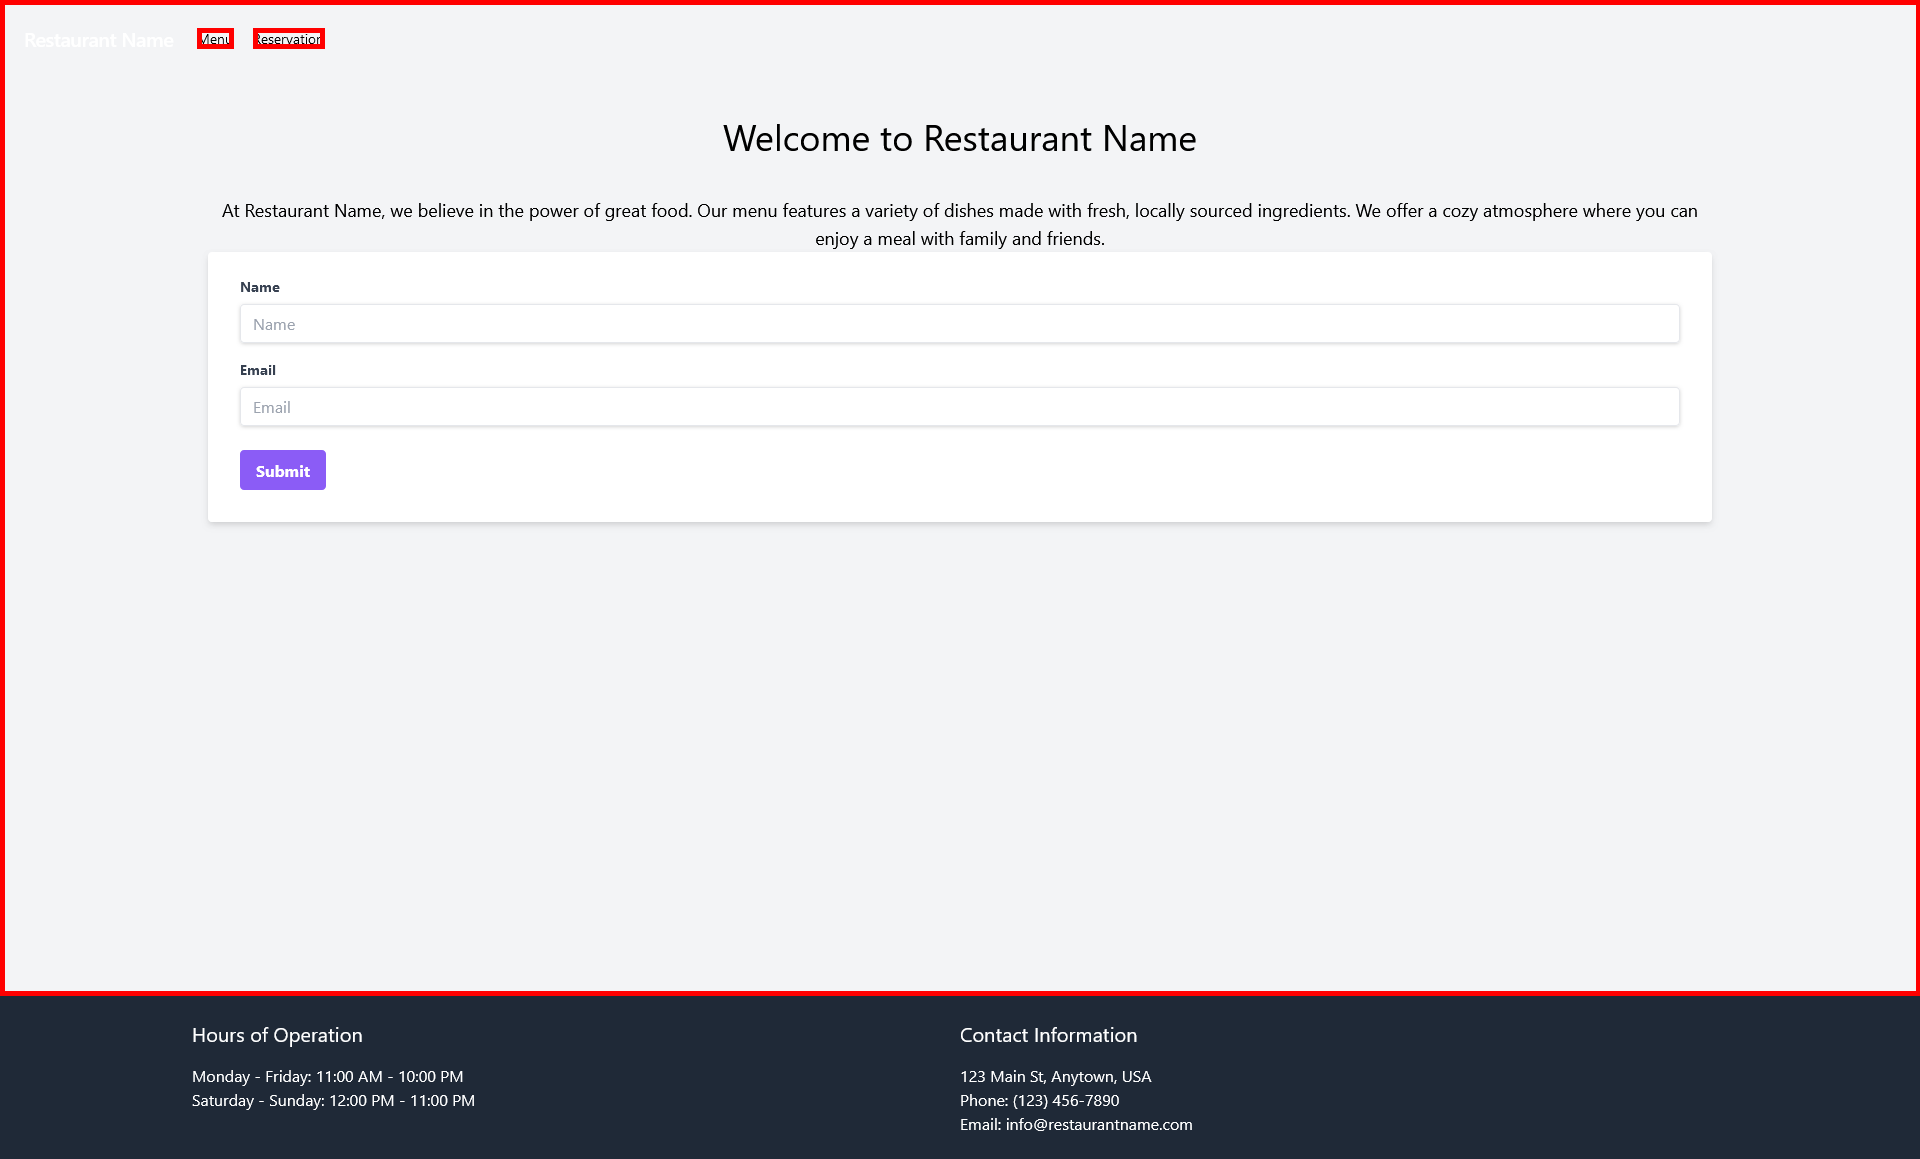 Restaurant Name Menu Reservation
Welcome to Restaurant Name
At Restaurant Name, we believe in the power of great food. Our menu features a variety of dishes made with fresh, locally sourced ingredients. We offer a cozy atmosphere where you can
enjoy a meal with family and friends.
Name
Name
Email
Email
Submit
Hours of Operation
Monday - Friday: 11:00 AM - 10:00 PM
Saturday - Sunday: 12:00 PM - 11:00 PM
Contact Information
123 Main St, Anytown, USA
Phone: (123) 456-7890
Email: info@restaurantname.com